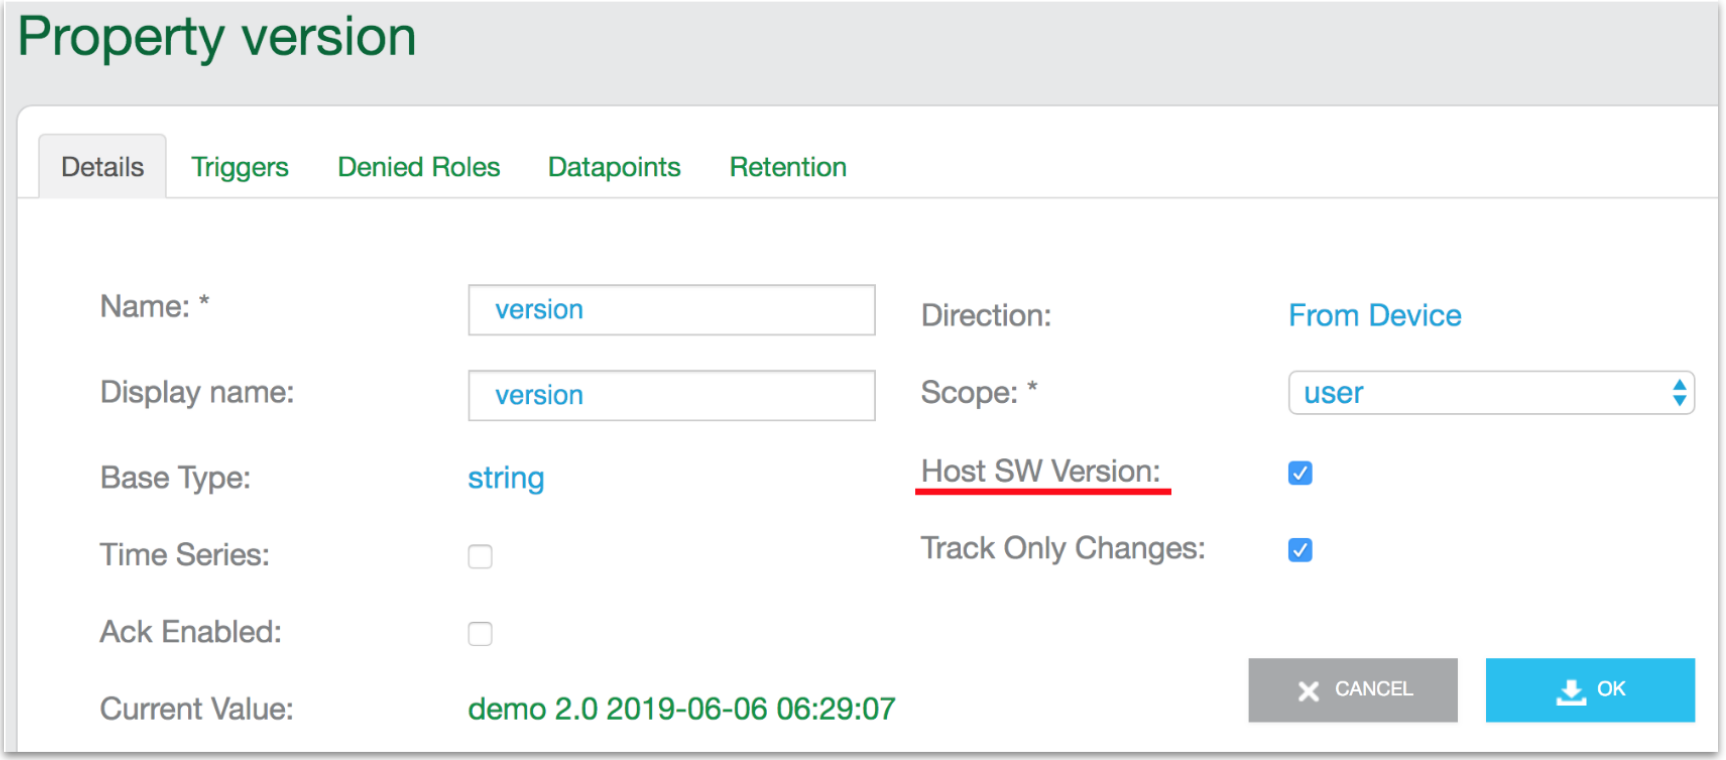 Property version
Details Triggers Denied Roles Datapoints Retention
Name: * version
Direction: From Device
Display name: version
Scope: * user
Base Type: string
Host SW Version:
Time Series:
Track Only Changes:
Ack Enabled:
Current Value: demo 2.0 2019-06-06 06:29:07
CANCEL OK